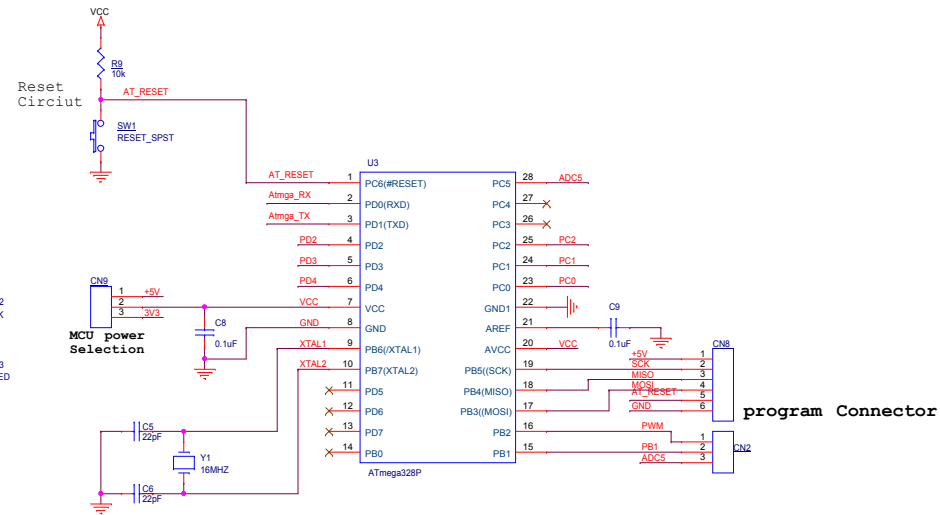 VCC
R9
10k
Reset
Circiut
AT_RESET
SW1
RESET_SPST
U3
AT_RESET 1 PC6(#RESET)
Atmga_RX 2 PD0(RXD)
Atmga_TX 3 PD1(TXD)
PD2 4 PD2
PD3 5 PD3
PD4 6 PD4
VCC 7 VCC
GND 8 GND
XTAL1 9 PB6(/XTAL1)
XTAL2 10 PB7(XTAL2)
11 PD5
12 PD6
13 PD7
14 PB0
ATmega328P
PC5 28 ADC5
PC4 27
PC3 26
PC2 25 PC2
PC1 24 PC1
PC0 23 PC0
GND1 22
AREF 21
AVCC 20 VCC
PB5((SCK) 19
PB4(MISO) 18
PB3((MOSI) 17
PB2 16 PWM
PB1 15 PB1
CN9
1 +5V
2
3 3V3
MCU power
Selection
C8
0.1uF
C5
22pF
Y1
16MHZ
C6
22pF
C9
0.1uF
CN8
+5V 1
SCK 2
MISO 3
MOSI 4
AT_RESET 5
GND 6
program Connector
1
2
ADC5 3
CN2
2
K
3
ED